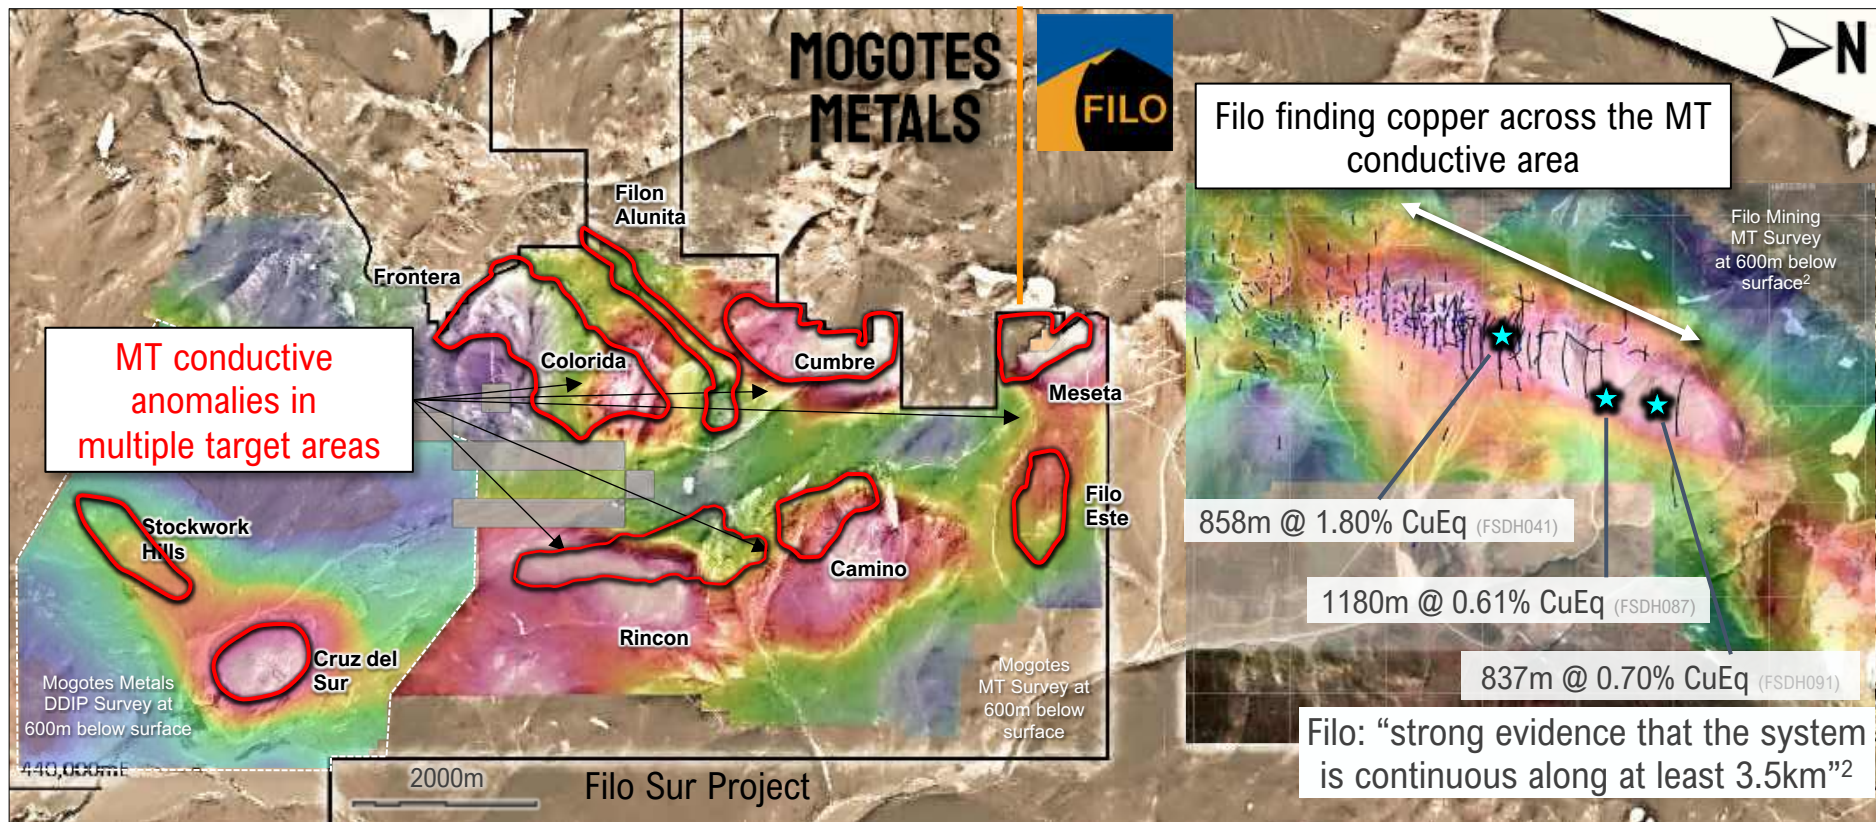 MOGOTES
METALS
FILO
N
Filo finding copper across the MT
conductive area
Filo Mining
MT Survey
at 600m below
surface²
Filon
Alunita
Frontera
Colorida
Cumbre
Meseta
MT conductive
anomalies in
multiple target areas
Stockwork
Hills
Filo
Este
Camino
Rincon
Cruz del
Sur
858m @ 1.80% CuEq (FSDH041)
1180m @ 0.61% CuEq (FSDH087)
837m @ 0.70% CuEq (FSDH091)
Mogotes Metals
DDIP Survey at
600m below surface
Mogotes
MT Survey at
600m below
surface
Filo: “strong evidence that the system
is continuous along at least 3.5km”²
440,000mE
2000m
Filo Sur Project